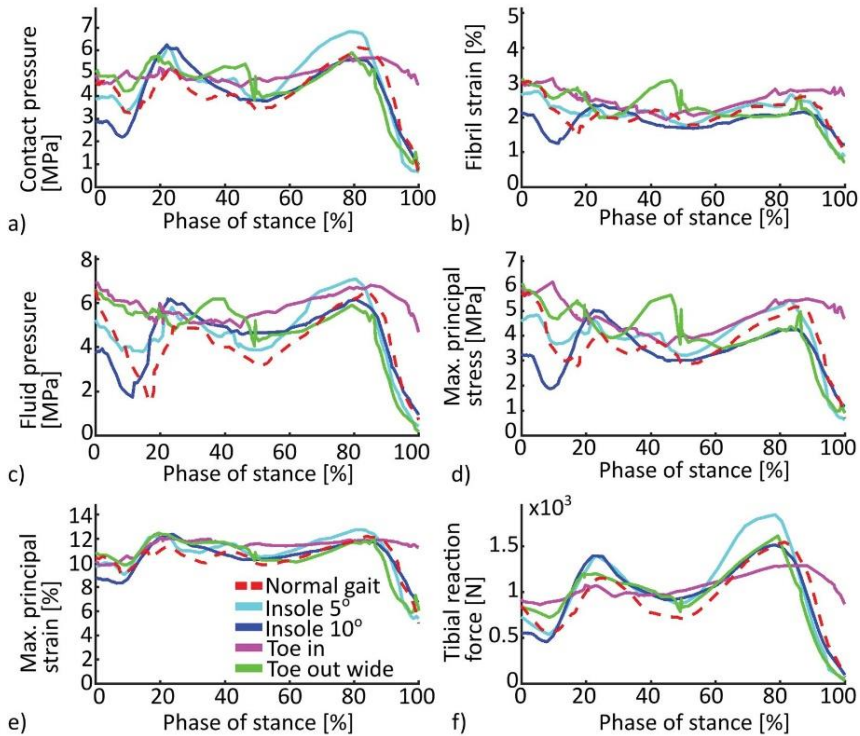 7
6
5
4
3
2
1
0
Contact pressure
[MPa]
0 20 40 60 80 100
Phase of stance [%]
a)
5
4
3
2
1
0
Fibril strain [%]
0 20 40 60 80 100
Phase of stance [%]
b)
8
6
4
2
0
Fluid pressure
[MPa]
0 20 40 60 80 100
Phase of stance [%]
c)
7
6
5
4
3
2
1
0
Max. principal
stress [MPa]
0 20 40 60 80 100
Phase of stance [%]
d)
14
12
10
8
6
4
2
0
Max. principal
strain [%]
Normal gait
Insole 5°
Insole 10°
Toe in
Toe out wide
0 20 40 60 80 100
Phase of stance [%]
e)
x10³
1.5
1
0.5
0
Tibial reaction
force [N]
0 20 40 60 80 100
Phase of stance [%]
f)